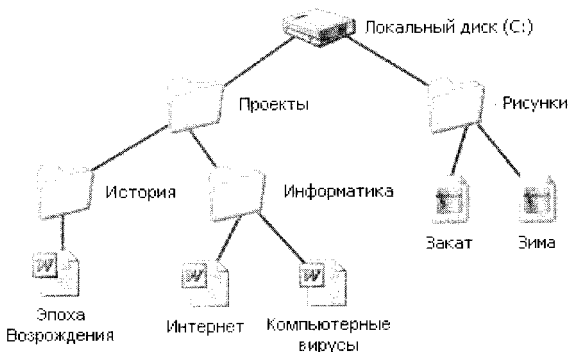 Локальный диск (C:)
Проекты
Рисунки
История
Информатика
Закат
Зима
Эпоха
Возрождения
Интернет
Компьютерные
вирусы